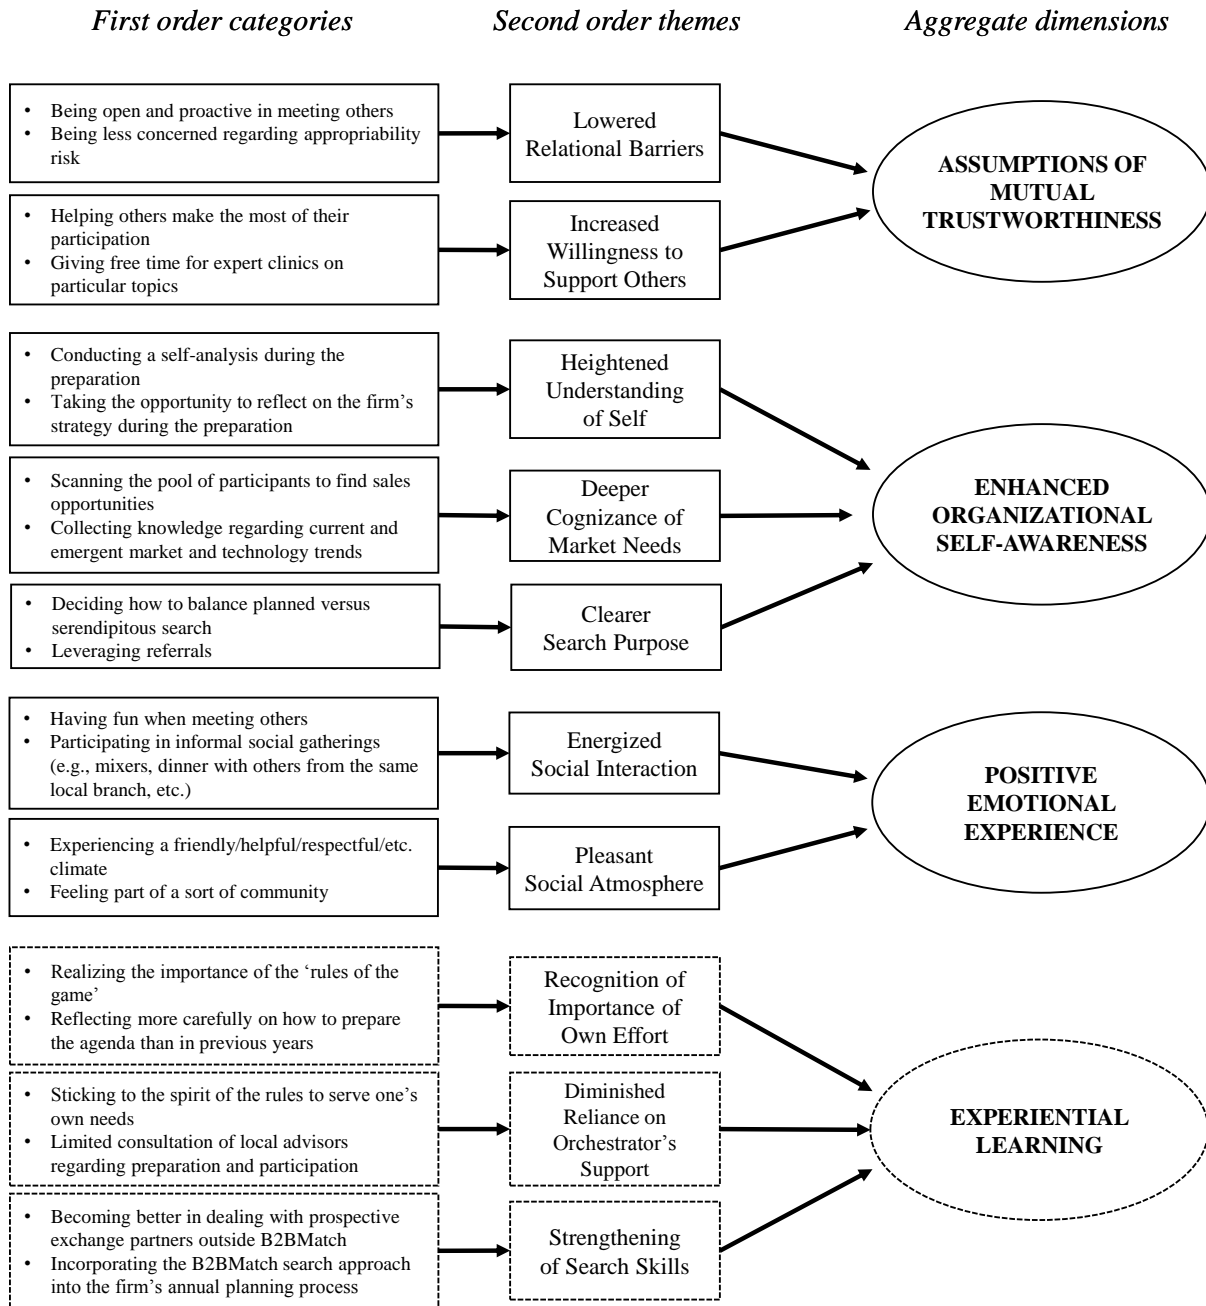 First order categories
Second order themes
Aggregate dimensions
• Being open and proactive in meeting others
• Being less concerned regarding appropriability
risk
Lowered
Relational Barriers
ASSUMPTIONS OF
MUTUAL
TRUSTWORTHINESS
• Helping others make the most of their
participation
• Giving free time for expert clinics on
particular topics
Increased
Willingness to
Support Others
• Conducting a self-analysis during the
preparation
• Taking the opportunity to reflect on the firm's
strategy during the preparation
Heightened
Understanding
of Self
• Scanning the pool of participants to find sales
opportunities
• Collecting knowledge regarding current and
emergent market and technology trends
Deeper
Cognizance of
Market Needs
ENHANCED
ORGANIZATIONAL
SELF-AWARENESS
• Deciding how to balance planned versus
serendipitous search
• Leveraging referrals
Clearer
Search Purpose
• Having fun when meeting others
• Participating in informal social gatherings
(e.g., mixers, dinner with others from the same
local branch, etc.)
Energized
Social Interaction
POSITIVE
EMOTIONAL
EXPERIENCE
• Experiencing a friendly/helpful/respectful/etc.
climate
• Feeling part of a sort of community
Pleasant
Social Atmosphere
• Realizing the importance of the ‘rules of the
game’
• Reflecting more carefully on how to prepare
the agenda than in previous years
Recognition of
Importance of
Own Effort
• Sticking to the spirit of the rules to serve one’s
own needs
• Limited consultation of local advisors
regarding preparation and participation
Diminished
Reliance on
Orchestrator’s
Support
EXPERIENTIAL
LEARNING
• Becoming better in dealing with prospective
exchange partners outside B2BMatch
• Incorporating the B2BMatch search approach
into the firm’s annual planning process
Strengthening
of Search Skills